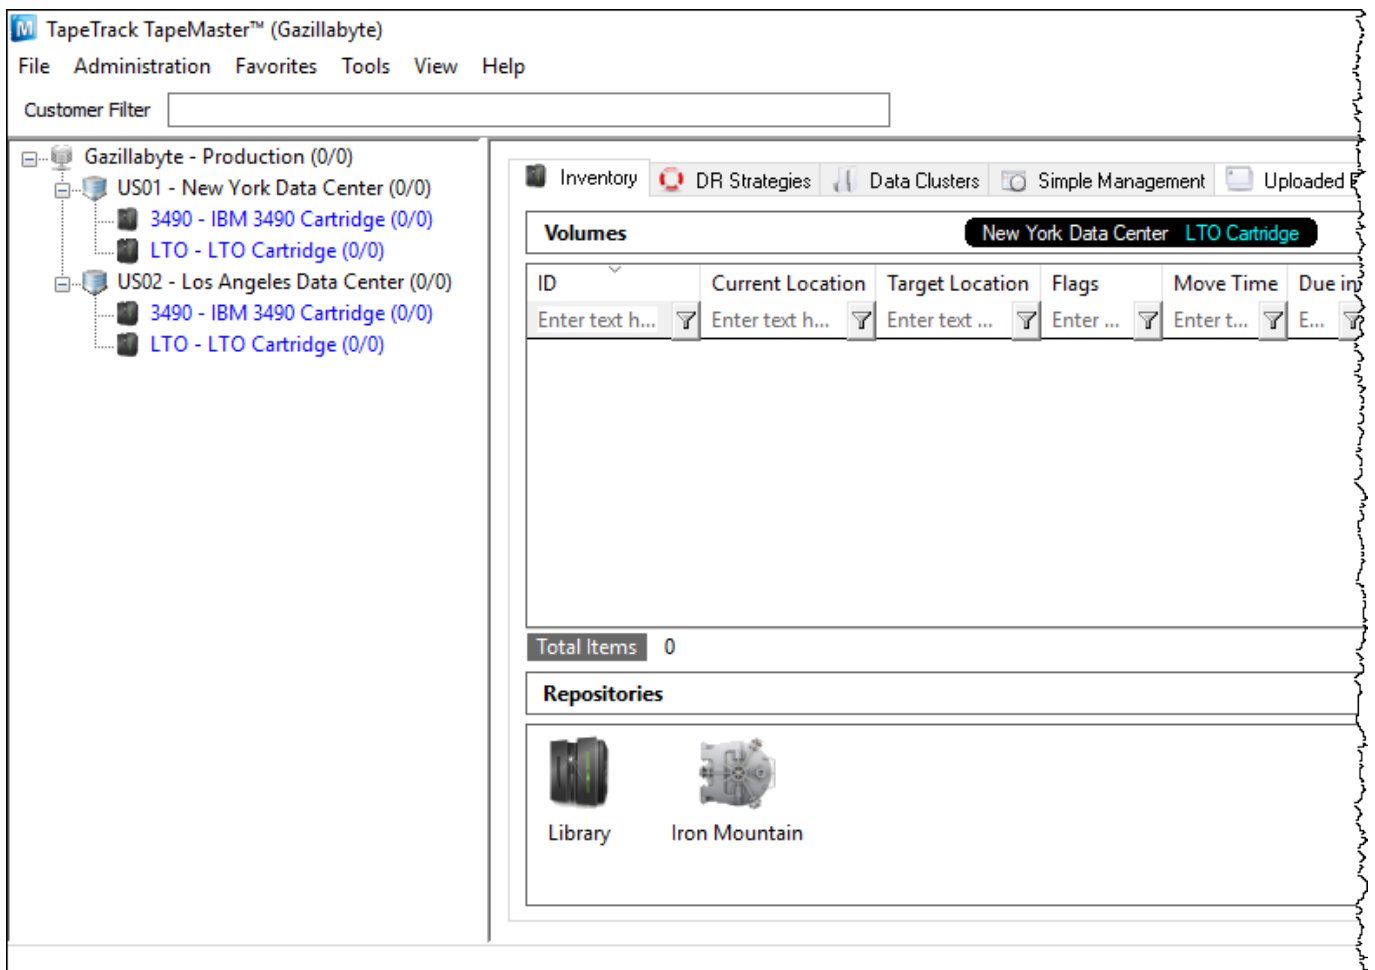 TapeTrack TapeMaster™ (Gazillabyte)
File Administration Favorites Tools View Help
Customer Filter
Gazillabyte - Production (0/0)
US01 - New York Data Center (0/0)
3490 - IBM 3490 Cartridge (0/0)
LTO - LTO Cartridge (0/0)
US02 - Los Angeles Data Center (0/0)
3490 - IBM 3490 Cartridge (0/0)
LTO - LTO Cartridge (0/0)
Inventory DR Strategies Data Clusters Simple Management Uploaded
Volumes New York Data Center LTO Cartridge
ID Current Location Target Location Flags Move Time Due in
Enter text h... Enter text h... Enter text ... Enter ... Enter t... E...
Total Items 0
Repositories
Library Iron Mountain